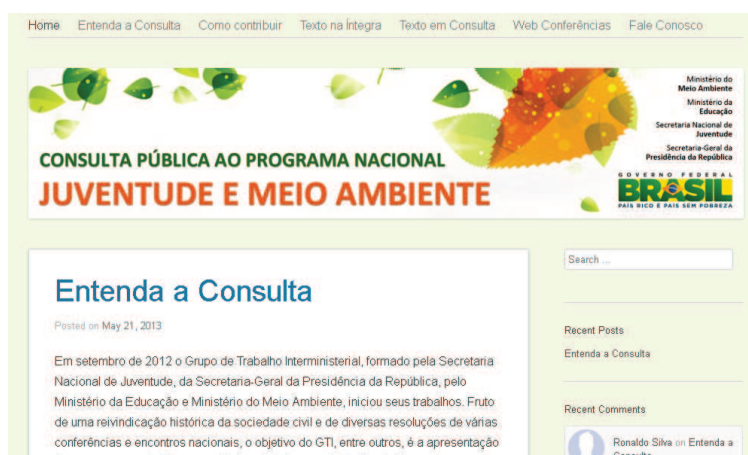 Home Entenda a Consulta Como contribuir Texto na Íntegra Texto em Consulta Web Conferências Fale Conosco
Ministério do
Meio Ambiente
Ministério da
Educação
Secretaria Nacional de
Juventude
Secretaria-Geral da
Presidência da República
CONSULTA PÚBLICA AO PROGRAMA NACIONAL
JUVENTUDE E MEIO AMBIENTE
GOVERNO FEDERAL
BRASIL
PAÍS RICO É PAÍS SEM POBREZA
Entenda a Consulta
Posted on May 21, 2013
Em setembro de 2012 o Grupo de Trabalho Interministerial, formado pela Secretaria
Nacional de Juventude, da Secretaria-Geral da Presidência da República, pelo
Ministério da Educação e Ministério do Meio Ambiente, iniciou seus trabalhos. Fruto
de uma reivindicação histórica da sociedade civil e de diversas resoluções de várias
conferências e encontros nacionais, o objetivo do GTI, entre outros, é a apresentação
Search ...
Recent Posts
Entenda a Consulta
Recent Comments
Ronaldo Silva on Entenda a